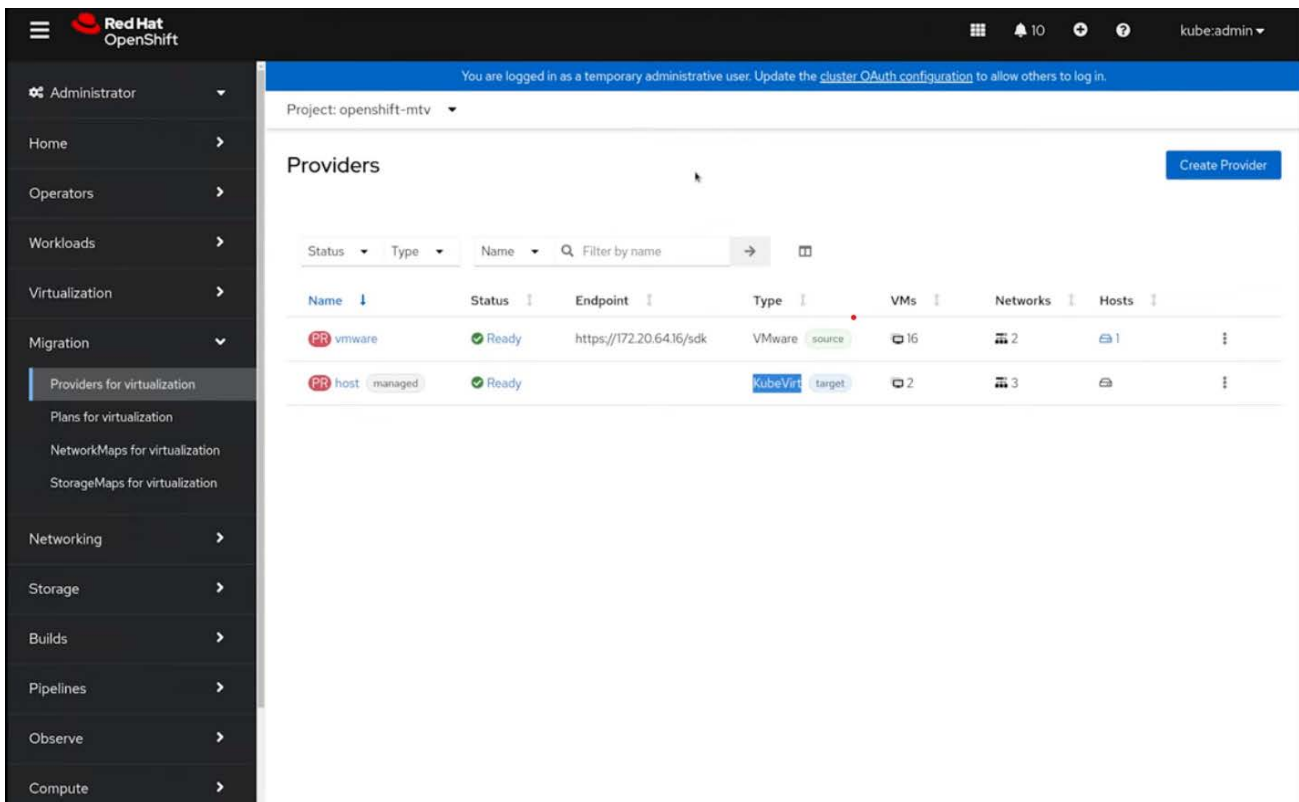 Red Hat
OpenShift
10
kube:admin
You are logged in as a temporary administrative user. Update the cluster OAuth configuration to allow others to log in.
Administrator
Project: openshift-mtv
Home
Operators
Workloads
Virtualization
Migration
Providers for virtualization
Plans for virtualization
NetworkMaps for virtualization
StorageMaps for virtualization
Networking
Storage
Builds
Pipelines
Observe
Compute
Providers
Create Provider
Status Type Name Filter by name
Name Status Endpoint Type VMs Networks Hosts
PR vmware Ready https://172.20.64.16/sdk VMware source 16 2 1
PR host managed Ready KubeVirt target 2 3